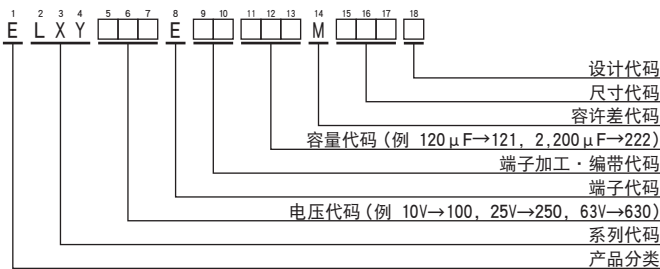 1 2 3 4 5 6 7 8 9 10 11 12 13 14 15 16 17 18
E L X Y □□□ E □□ □□□ M □□□ □
设计代码
尺寸代码
容许差代码
容量代码(例 120μF→121, 2,200μF→222)
端子加工・编带代码
端子代码
电压代码(例 10V→100, 25V→250, 63V→630)
系列代码
产品分类